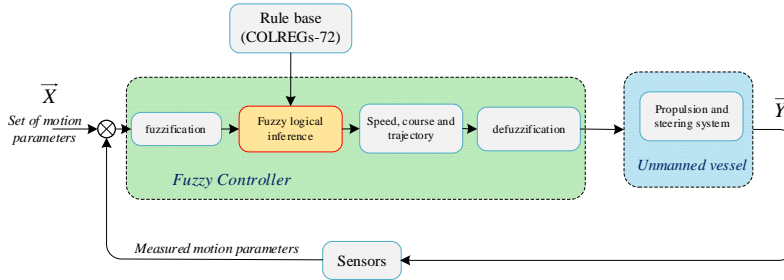 Rule base
(COLREGs-72)
X
Set of motion
parameters
fuzzification
Fuzzy logical
inference
Speed, course and
trajectory
defuzzification
Fuzzy Controller
Propulsion and
steering system
Unmanned vessel
Y
Measured motion parameters
Sensors